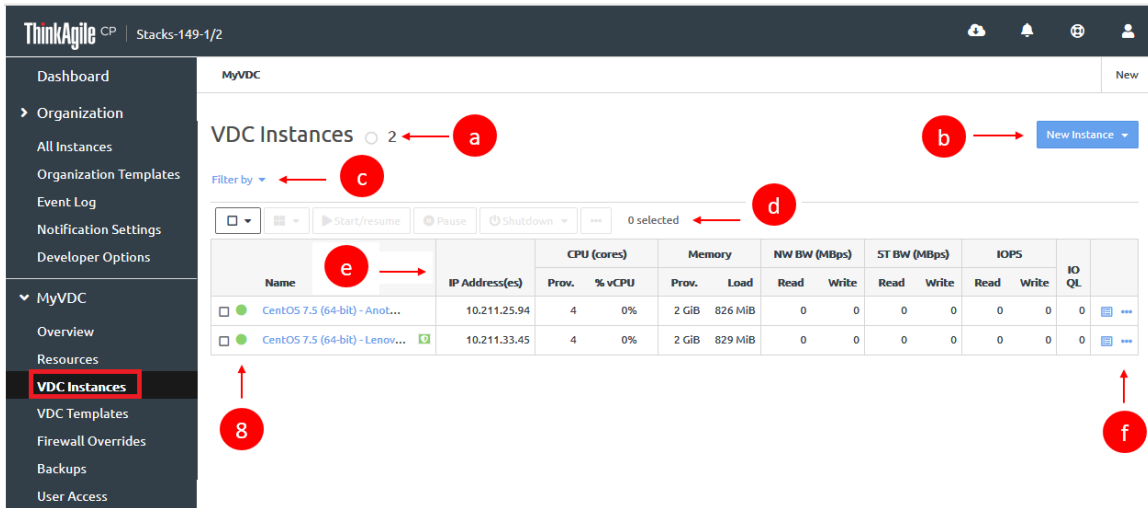 ThinkAgile CP | Stacks-149-1/2
Dashboard
Organization
All Instances
Organization Templates
Event Log
Notification Settings
Developer Options
MyVDC
Overview
Resources
VDC Instances
VDC Templates
Firewall Overrides
Backups
User Access
MyVDC New
VDC Instances 2 a
b New Instance
Filter by c
Start/resume Pause Shutdown ••• 0 selected d
e CPU (cores) Memory NW BW (MBps) ST BW (MBps) IOPS
Name IP Address(es) Prov. % vCPU Prov. Load Read Write Read Write Read Write IO QL
CentOS 7.5 (64-bit) - Anot... 10.211.25.94 4 0% 2 GiB 826 MiB 0 0 0 0 0 0 0 •••
CentOS 7.5 (64-bit) - Lenov... 10.211.33.45 4 0% 2 GiB 829 MiB 0 0 0 0 0 0 0 •••
8 f